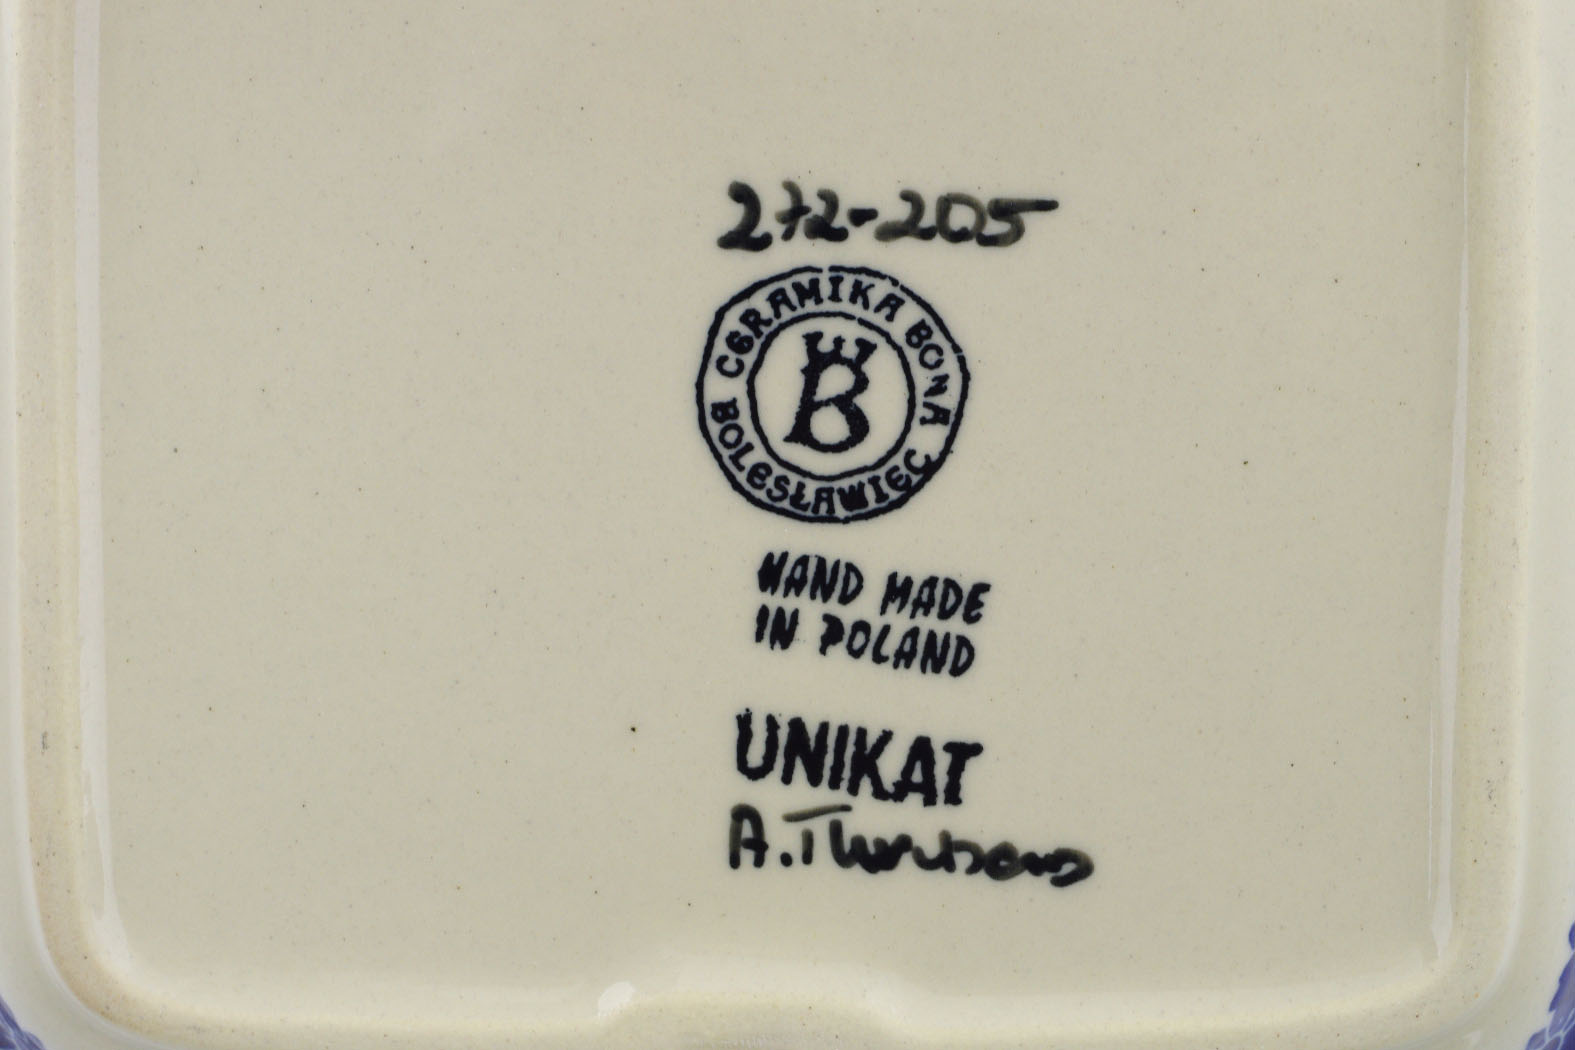 272-205
CERAMIKA BONA
B
BOLESŁAWIEC
HAND MADE
IN POLAND
UNIKAT
A.